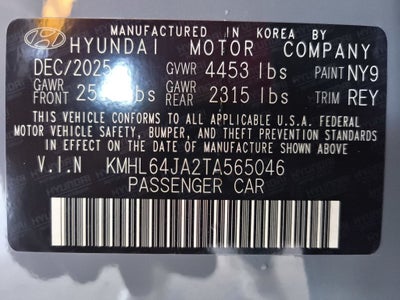 MANUFACTURED IN KOREA BY
HYUNDAI MOTOR COMPANY
DEC/2025 GVWR 4453 lbs PAINT NY9
GAWR FRONT lbs GAWR REAR 2315 lbs TRIM REY
THIS VEHICLE CONFORMS TO ALL APPLICABLE U.S.A FEDERAL
MOTOR VEHICLE SAFETY, BUMPER, AND THEFT PREVENTION STANDARDS
IN EFFECT ON THE DATE OF MANUFACTURE SHOWN ABOVE
V.I.N KMHL64JA2TA565046
PASSENGER CAR